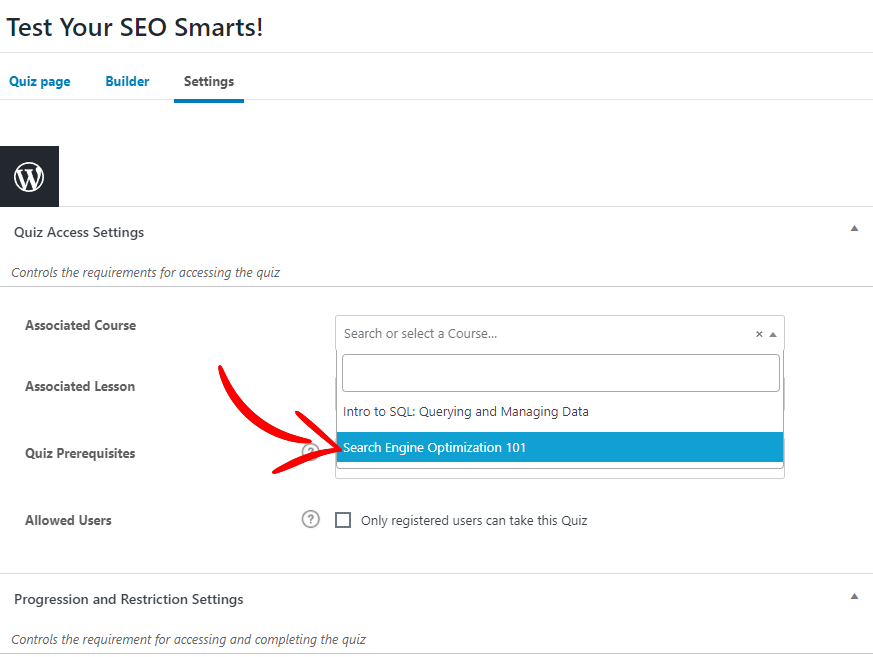 Test Your SEO Smarts!
Quiz page Builder Settings
Quiz Access Settings
Controls the requirements for accessing the quiz
Associated Course
Search or select a Course...
Associated Lesson
Intro to SQL: Querying and Managing Data
Quiz Prerequisites
?
Search Engine Optimization 101
Allowed Users
?
Only registered users can take this Quiz
Progression and Restriction Settings
Controls the requirement for accessing and completing the quiz